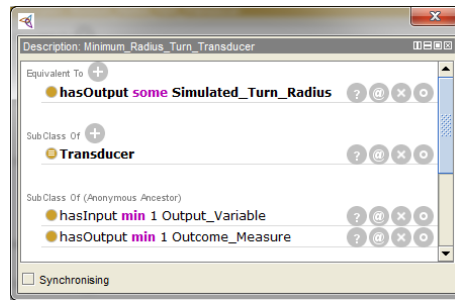 Description: Minimum_Radius_Turn_Transducer
Equivalent To
hasOutput some Simulated_Turn_Radius
SubClass Of
Transducer
SubClass Of (Anonymous Ancestor)
hasInput min 1 Output_Variable
hasOutput min 1 Outcome_Measure
Synchronising